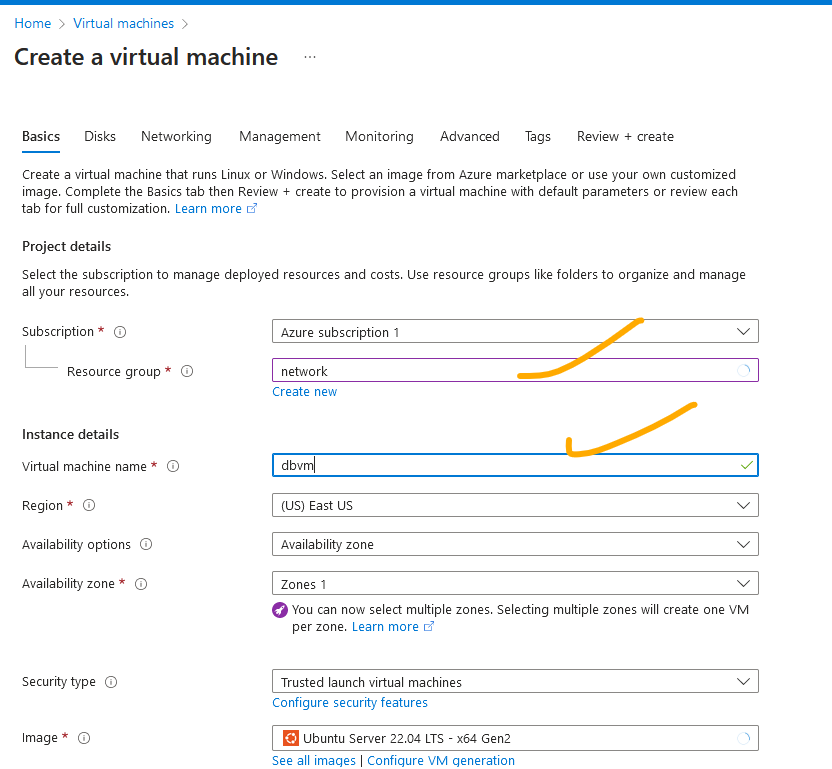 Home > Virtual machines >
Create a virtual machine ...
Basics Disks Networking Management Monitoring Advanced Tags Review + create
Create a virtual machine that runs Linux or Windows. Select an image from Azure marketplace or use your own customized
image. Complete the Basics tab then Review + create to provision a virtual machine with default parameters or review each
tab for full customization. Learn more
Project details
Select the subscription to manage deployed resources and costs. Use resource groups like folders to organize and manage
all your resources.
Subscription * Azure subscription 1
Resource group * network
Create new
Instance details
Virtual machine name * dbvm
Region * (US) East US
Availability options Availability zone
Availability zone * Zones 1
You can now select multiple zones. Selecting multiple zones will create one VM
per zone. Learn more
Security type Trusted launch virtual machines
Configure security features
Image * Ubuntu Server 22.04 LTS - x64 Gen2
See all images | Configure VM generation